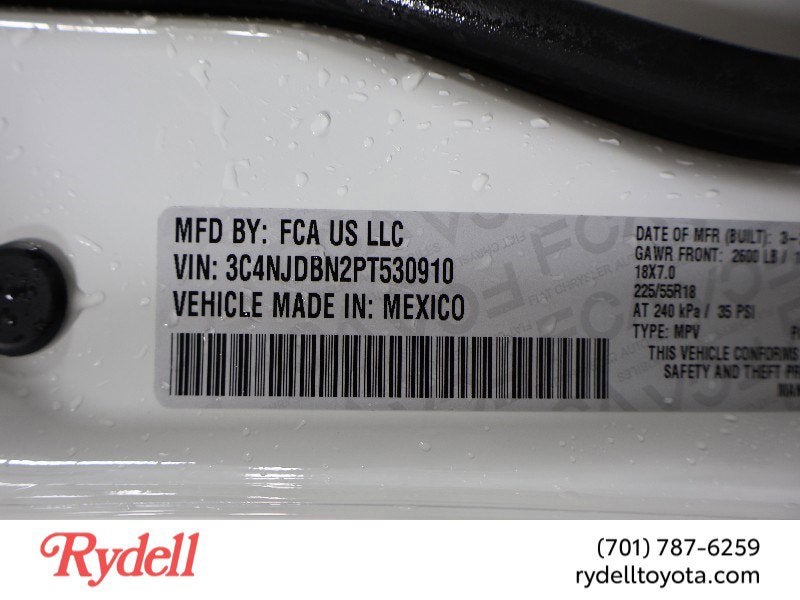 MFD BY: FCA US LLC
VIN: 3C4NJDBN2PT530910
VEHICLE MADE IN: MEXICO
DATE OF MFR (BUILT): 3-
GAWR FRONT: 2600 LB /
18X7.0
225/55R18
AT 240 kPa / 35 PSI
TYPE: MPV
THIS VEHICLE CONFORMS
SAFETY AND THEFT
Rydell
(701) 787-6259
rydelltoyota.com